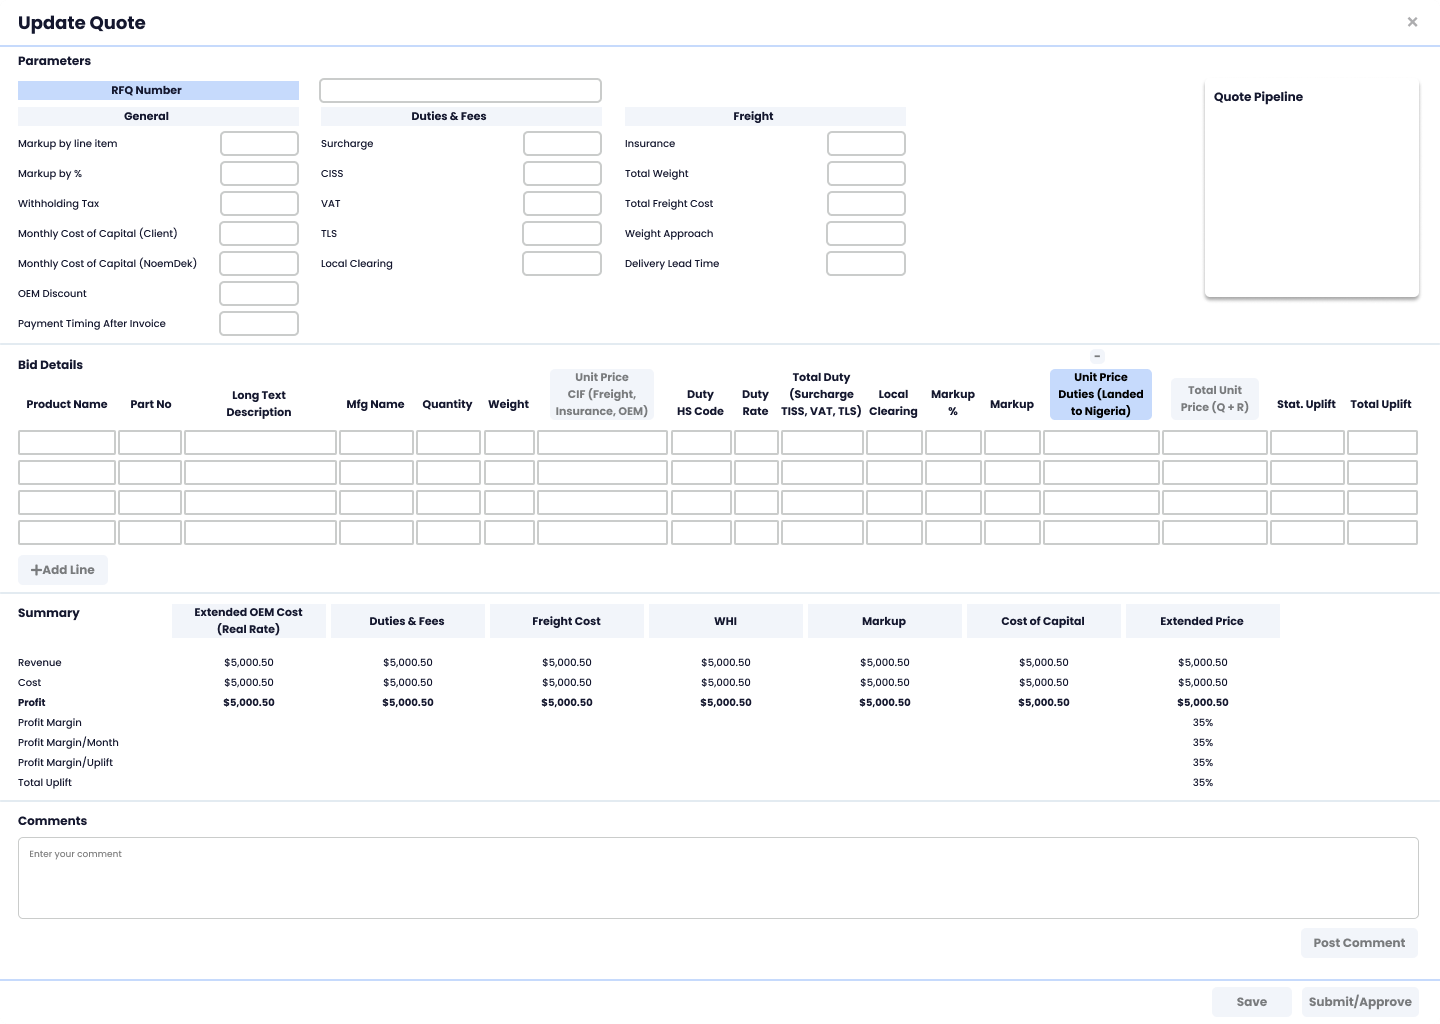 Update Quote ×
Parameters
RFQ Number
Quote Pipeline
General Duties & Fees Freight
Markup by line item Surcharge Insurance
Markup by % CISS Total Weight
Withholding Tax VAT Total Freight Cost
Monthly Cost of Capital (Client) TLS Weight Approach
Monthly Cost of Capital (NoemDek) Local Clearing Delivery Lead Time
OEM Discount
Payment Timing After Invoice
Bid Details
–
Product Name
Part No
Long Text
Description
Mfg Name
Quantity
Weight
Unit Price
CIF (Freight,
Insurance, OEM)
Duty
HS Code
Duty
Rate
Total Duty
(Surcharge
TISS, VAT, TLS)
Local
Clearing
Markup
%
Markup
Unit Price
Duties (Landed
to Nigeria)
Total Unit
Price (Q + R)
Stat. Uplift
Total Uplift
+Add Line
Summary
Extended OEM Cost
(Real Rate)
Duties & Fees
Freight Cost
WHI
Markup
Cost of Capital
Extended Price
Revenue $5,000.50 $5,000.50 $5,000.50 $5,000.50 $5,000.50 $5,000.50 $5,000.50
Cost $5,000.50 $5,000.50 $5,000.50 $5,000.50 $5,000.50 $5,000.50 $5,000.50
Profit $5,000.50 $5,000.50 $5,000.50 $5,000.50 $5,000.50 $5,000.50 $5,000.50
Profit Margin 35%
Profit Margin/Month 35%
Profit Margin/Uplift 35%
Total Uplift 35%
Comments
Enter your comment
Post Comment
Save Submit/Approve